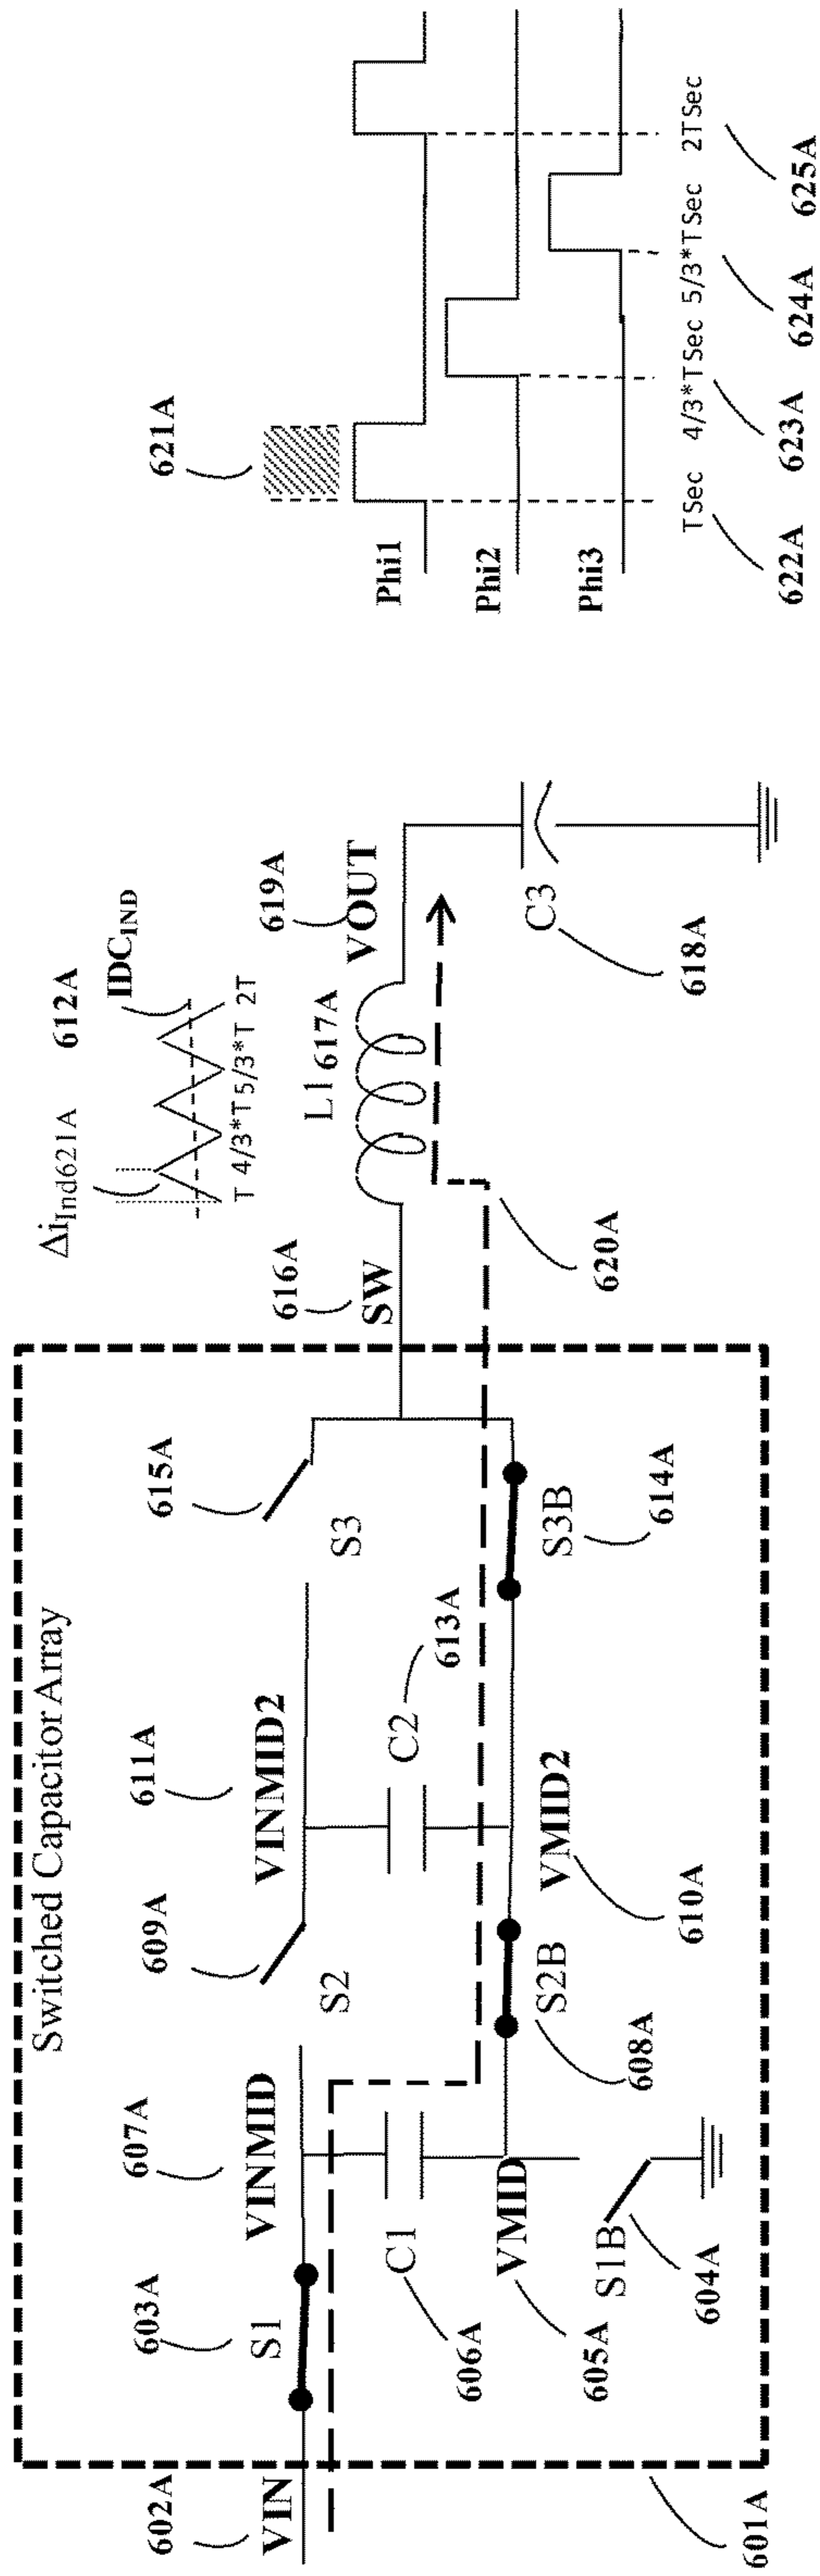 Switched Capacitor Array
602A
VIN
603A
S1
607A
VINMID
609A
S2
611A
VINMID2
615A
S3
C1
606A
VMID
605A
S1B
604A
S2B
608A
C2
613A
VMID2
610A
S3B
614A
601A
616A
SW
620A
ΔiInd621A
612A
IDCIND
T 4/3*T 5/3*T 2T
L1
617A
619A
VOUT
C3
618A
621A
Phi1
Phi2
Phi3
TSec 4/3*TSec 5/3*TSec 2TSec
622A
623A
624A
625A